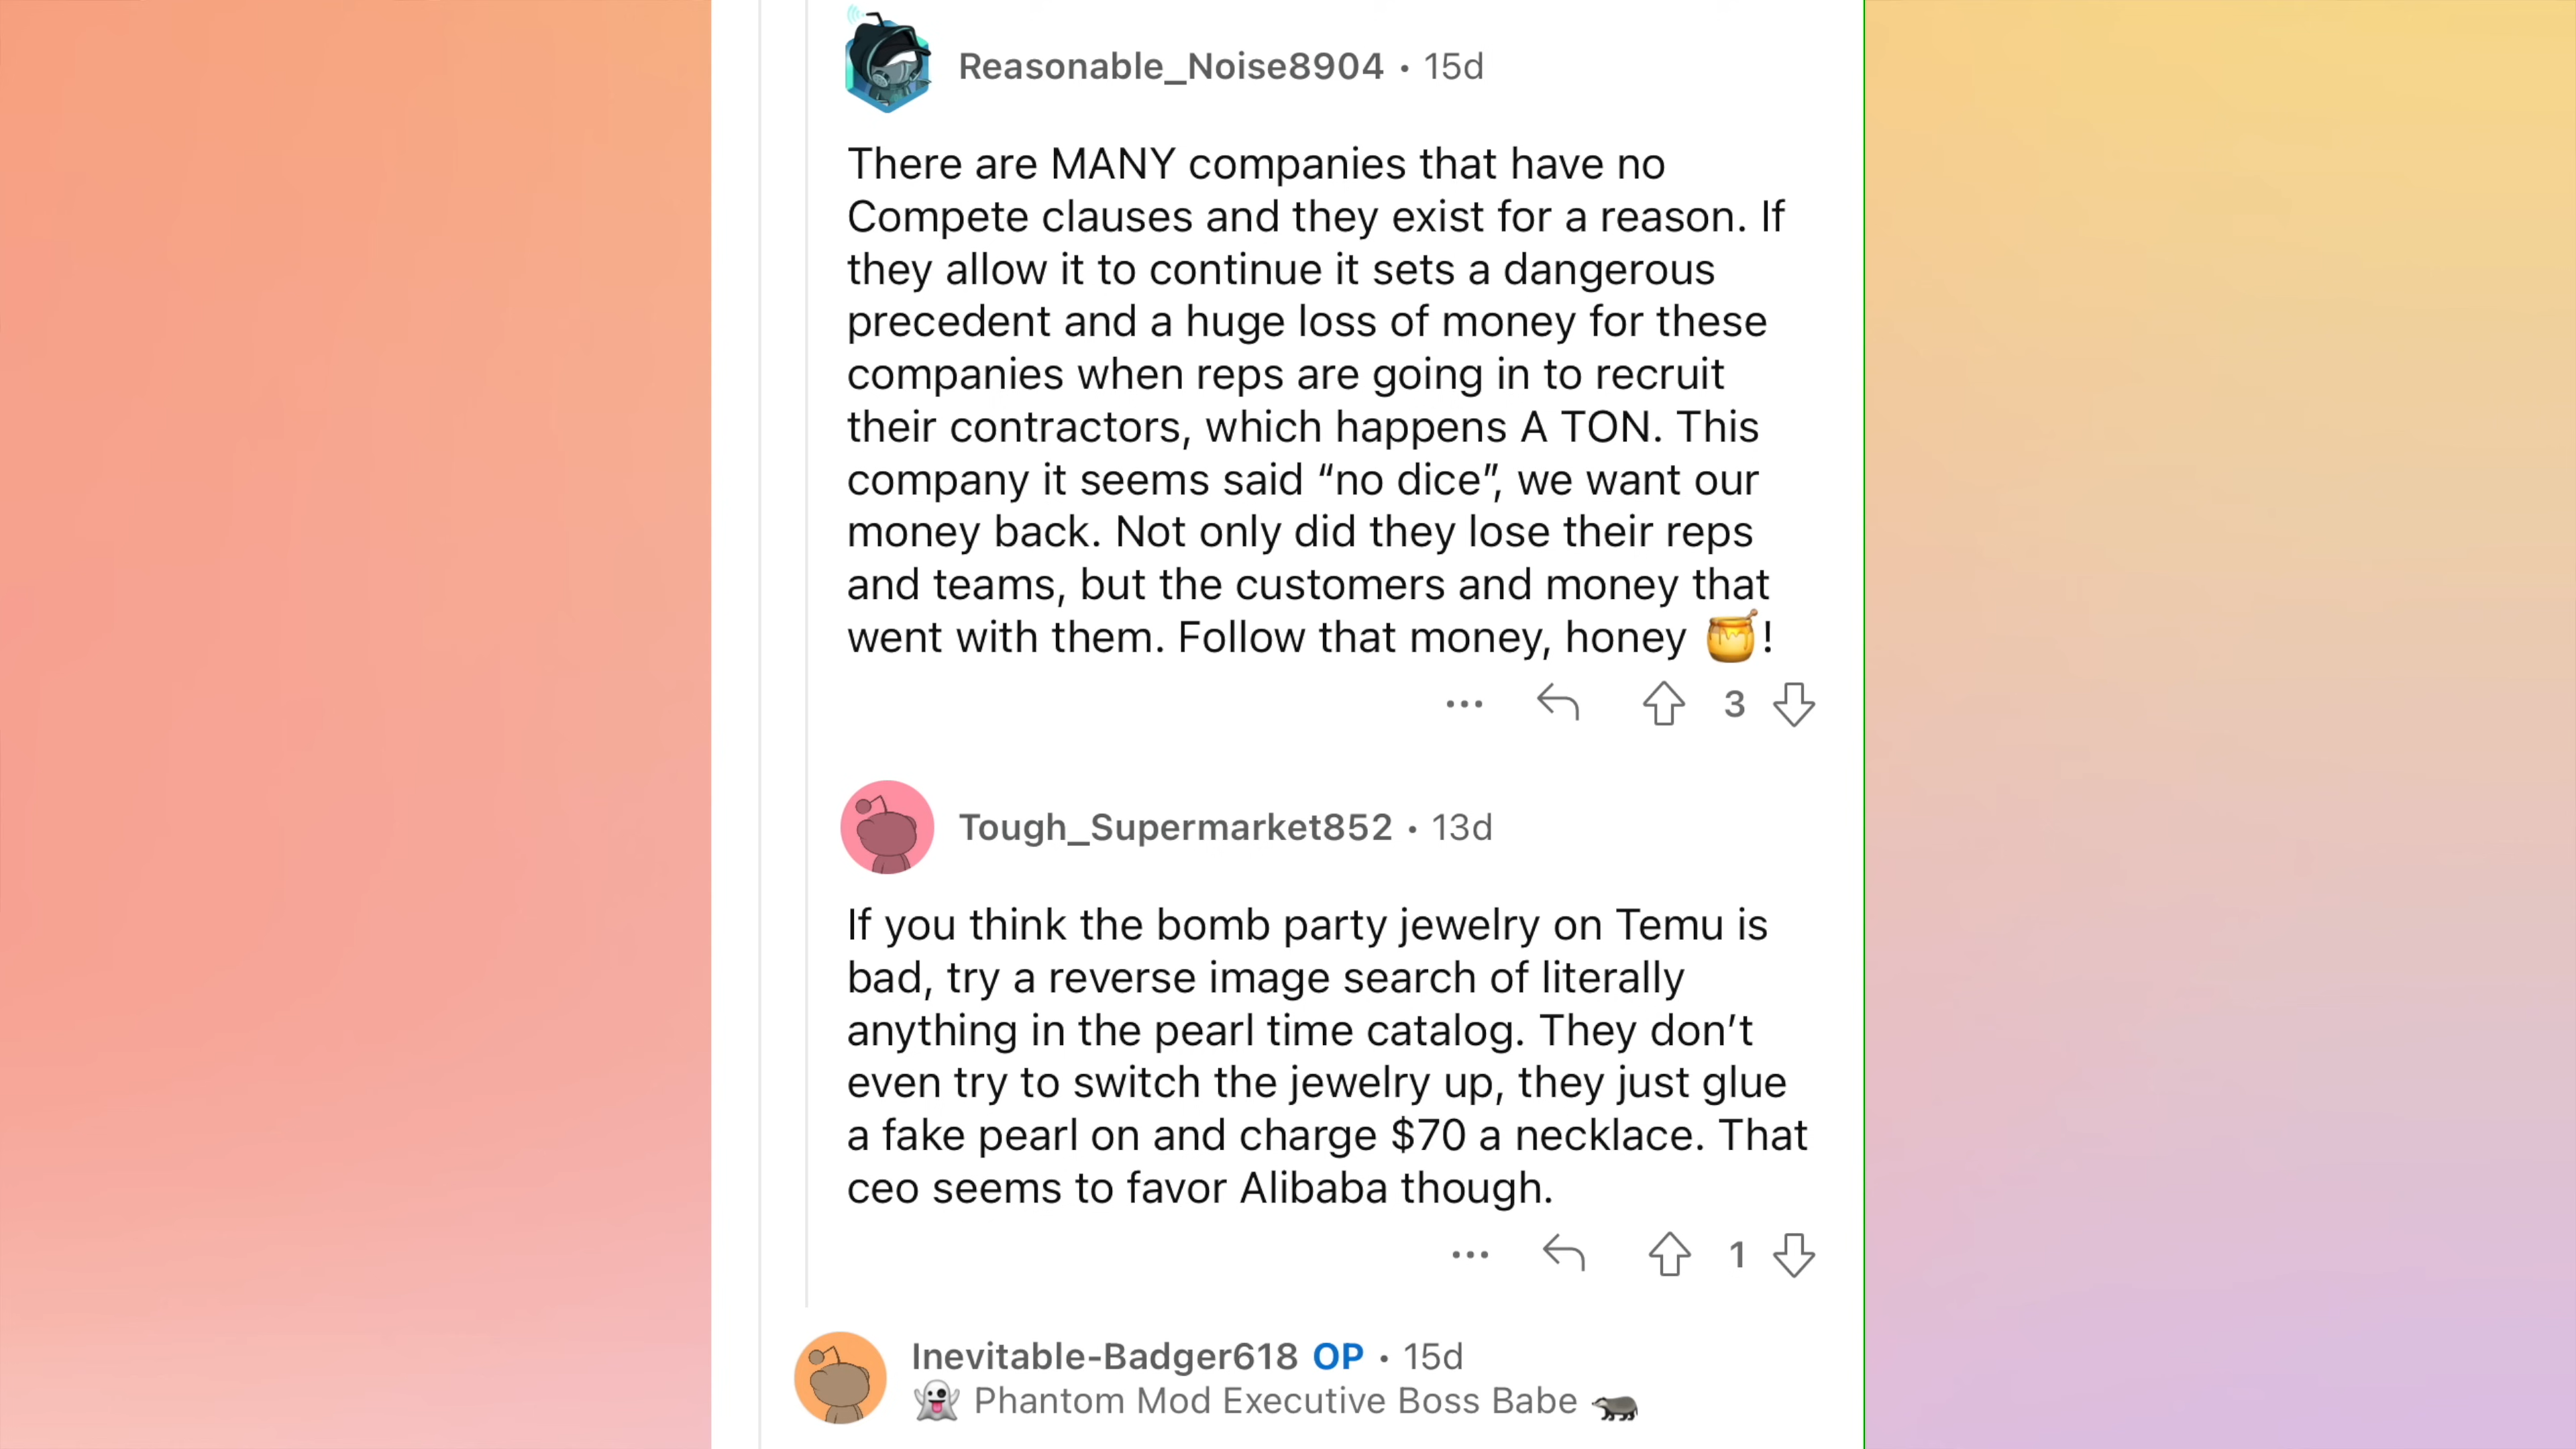 Reasonable_Noise8904 • 15d
There are MANY companies that have no
Compete clauses and they exist for a reason. If
they allow it to continue it sets a dangerous
precedent and a huge loss of money for these
companies when reps are going in to recruit
their contractors, which happens A TON. This
company it seems said “no dice”, we want our
money back. Not only did they lose their reps
and teams, but the customers and money that
went with them. Follow that money, honey 🍯!
... 3
Tough_Supermarket852 • 13d
If you think the bomb party jewelry on Temu is
bad, try a reverse image search of literally
anything in the pearl time catalog. They don’t
even try to switch the jewelry up, they just glue
a fake pearl on and charge $70 a necklace. That
ceo seems to favor Alibaba though.
... 1
Inevitable-Badger618 OP • 15d
👻 Phantom Mod Executive Boss Babe 🦡